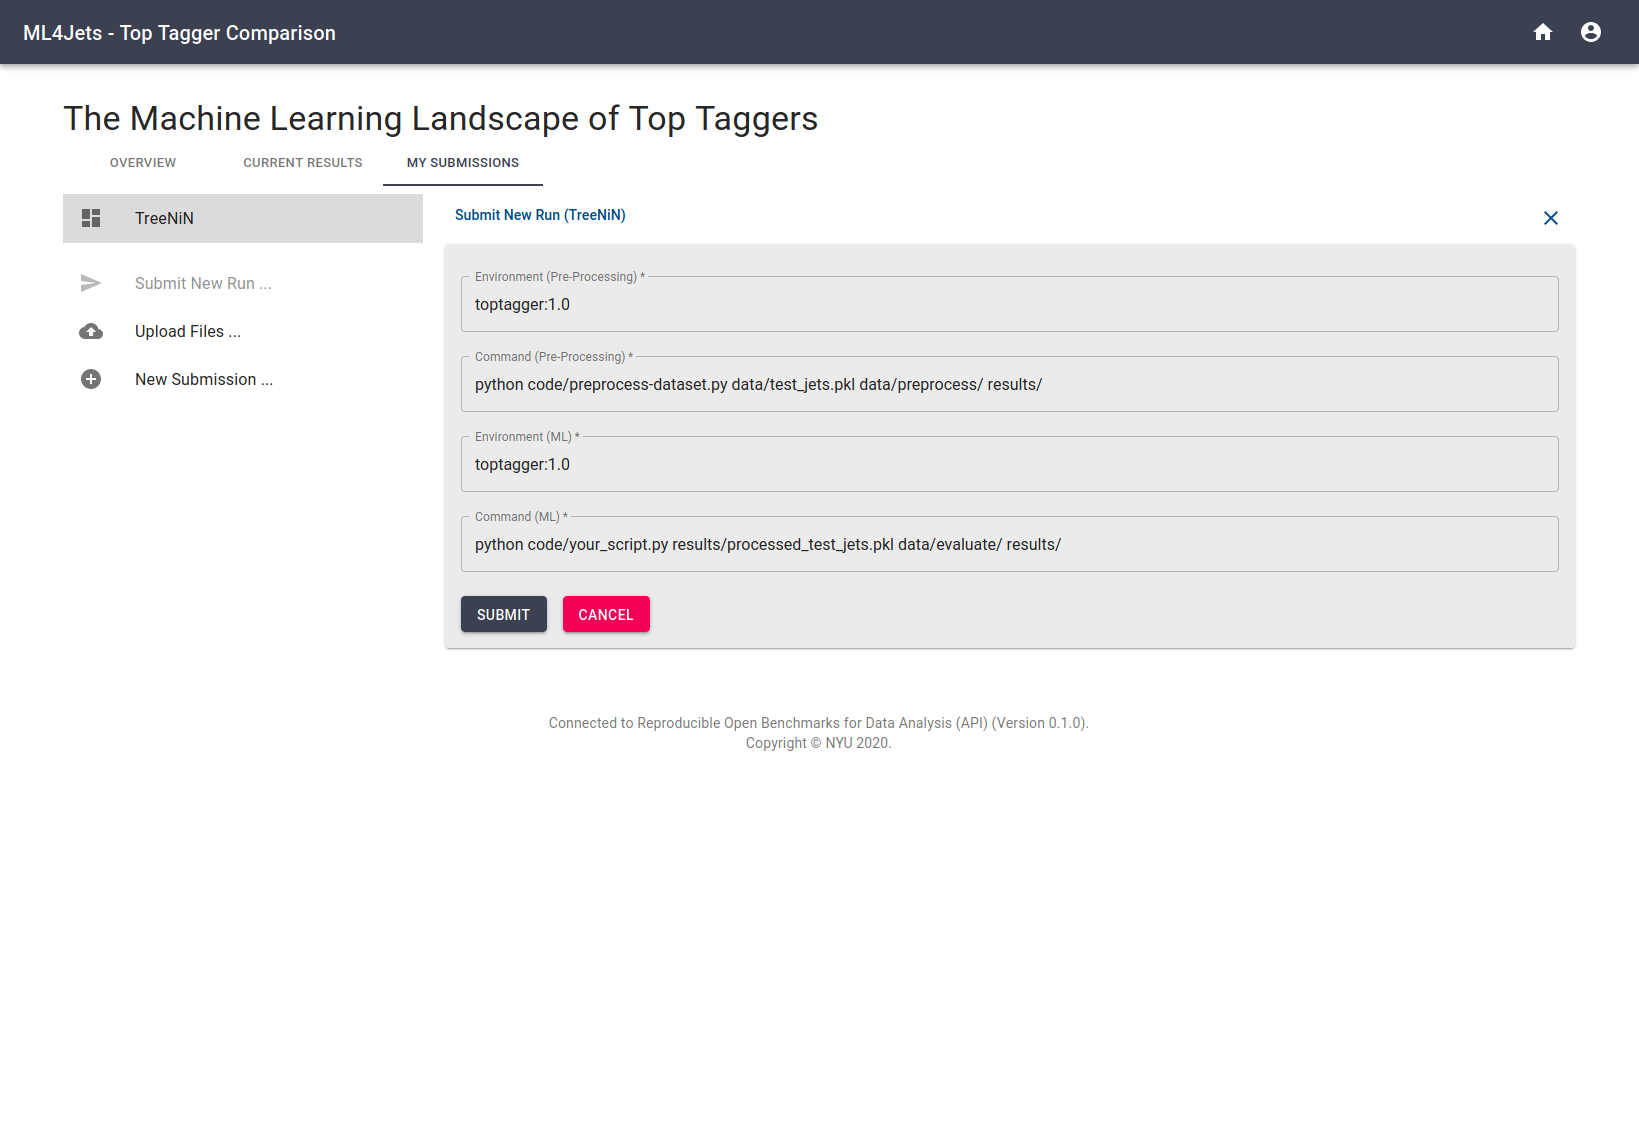 ML4Jets - Top Tagger Comparison
The Machine Learning Landscape of Top Taggers
OVERVIEW CURRENT RESULTS MY SUBMISSIONS
TreeNiN
Submit New Run ...
Upload Files ...
New Submission ...
Submit New Run (TreeNiN)
Environment (Pre-Processing) *
toptagger:1.0
Command (Pre-Processing) *
python code/preprocess-dataset.py data/test_jets.pkl data/preprocess/ results/
Environment (ML) *
toptagger:1.0
Command (ML) *
python code/your_script.py results/processed_test_jets.pkl data/evaluate/ results/
SUBMIT CANCEL
Connected to Reproducible Open Benchmarks for Data Analysis (API) (Version 0.1.0).
Copyright © NYU 2020.